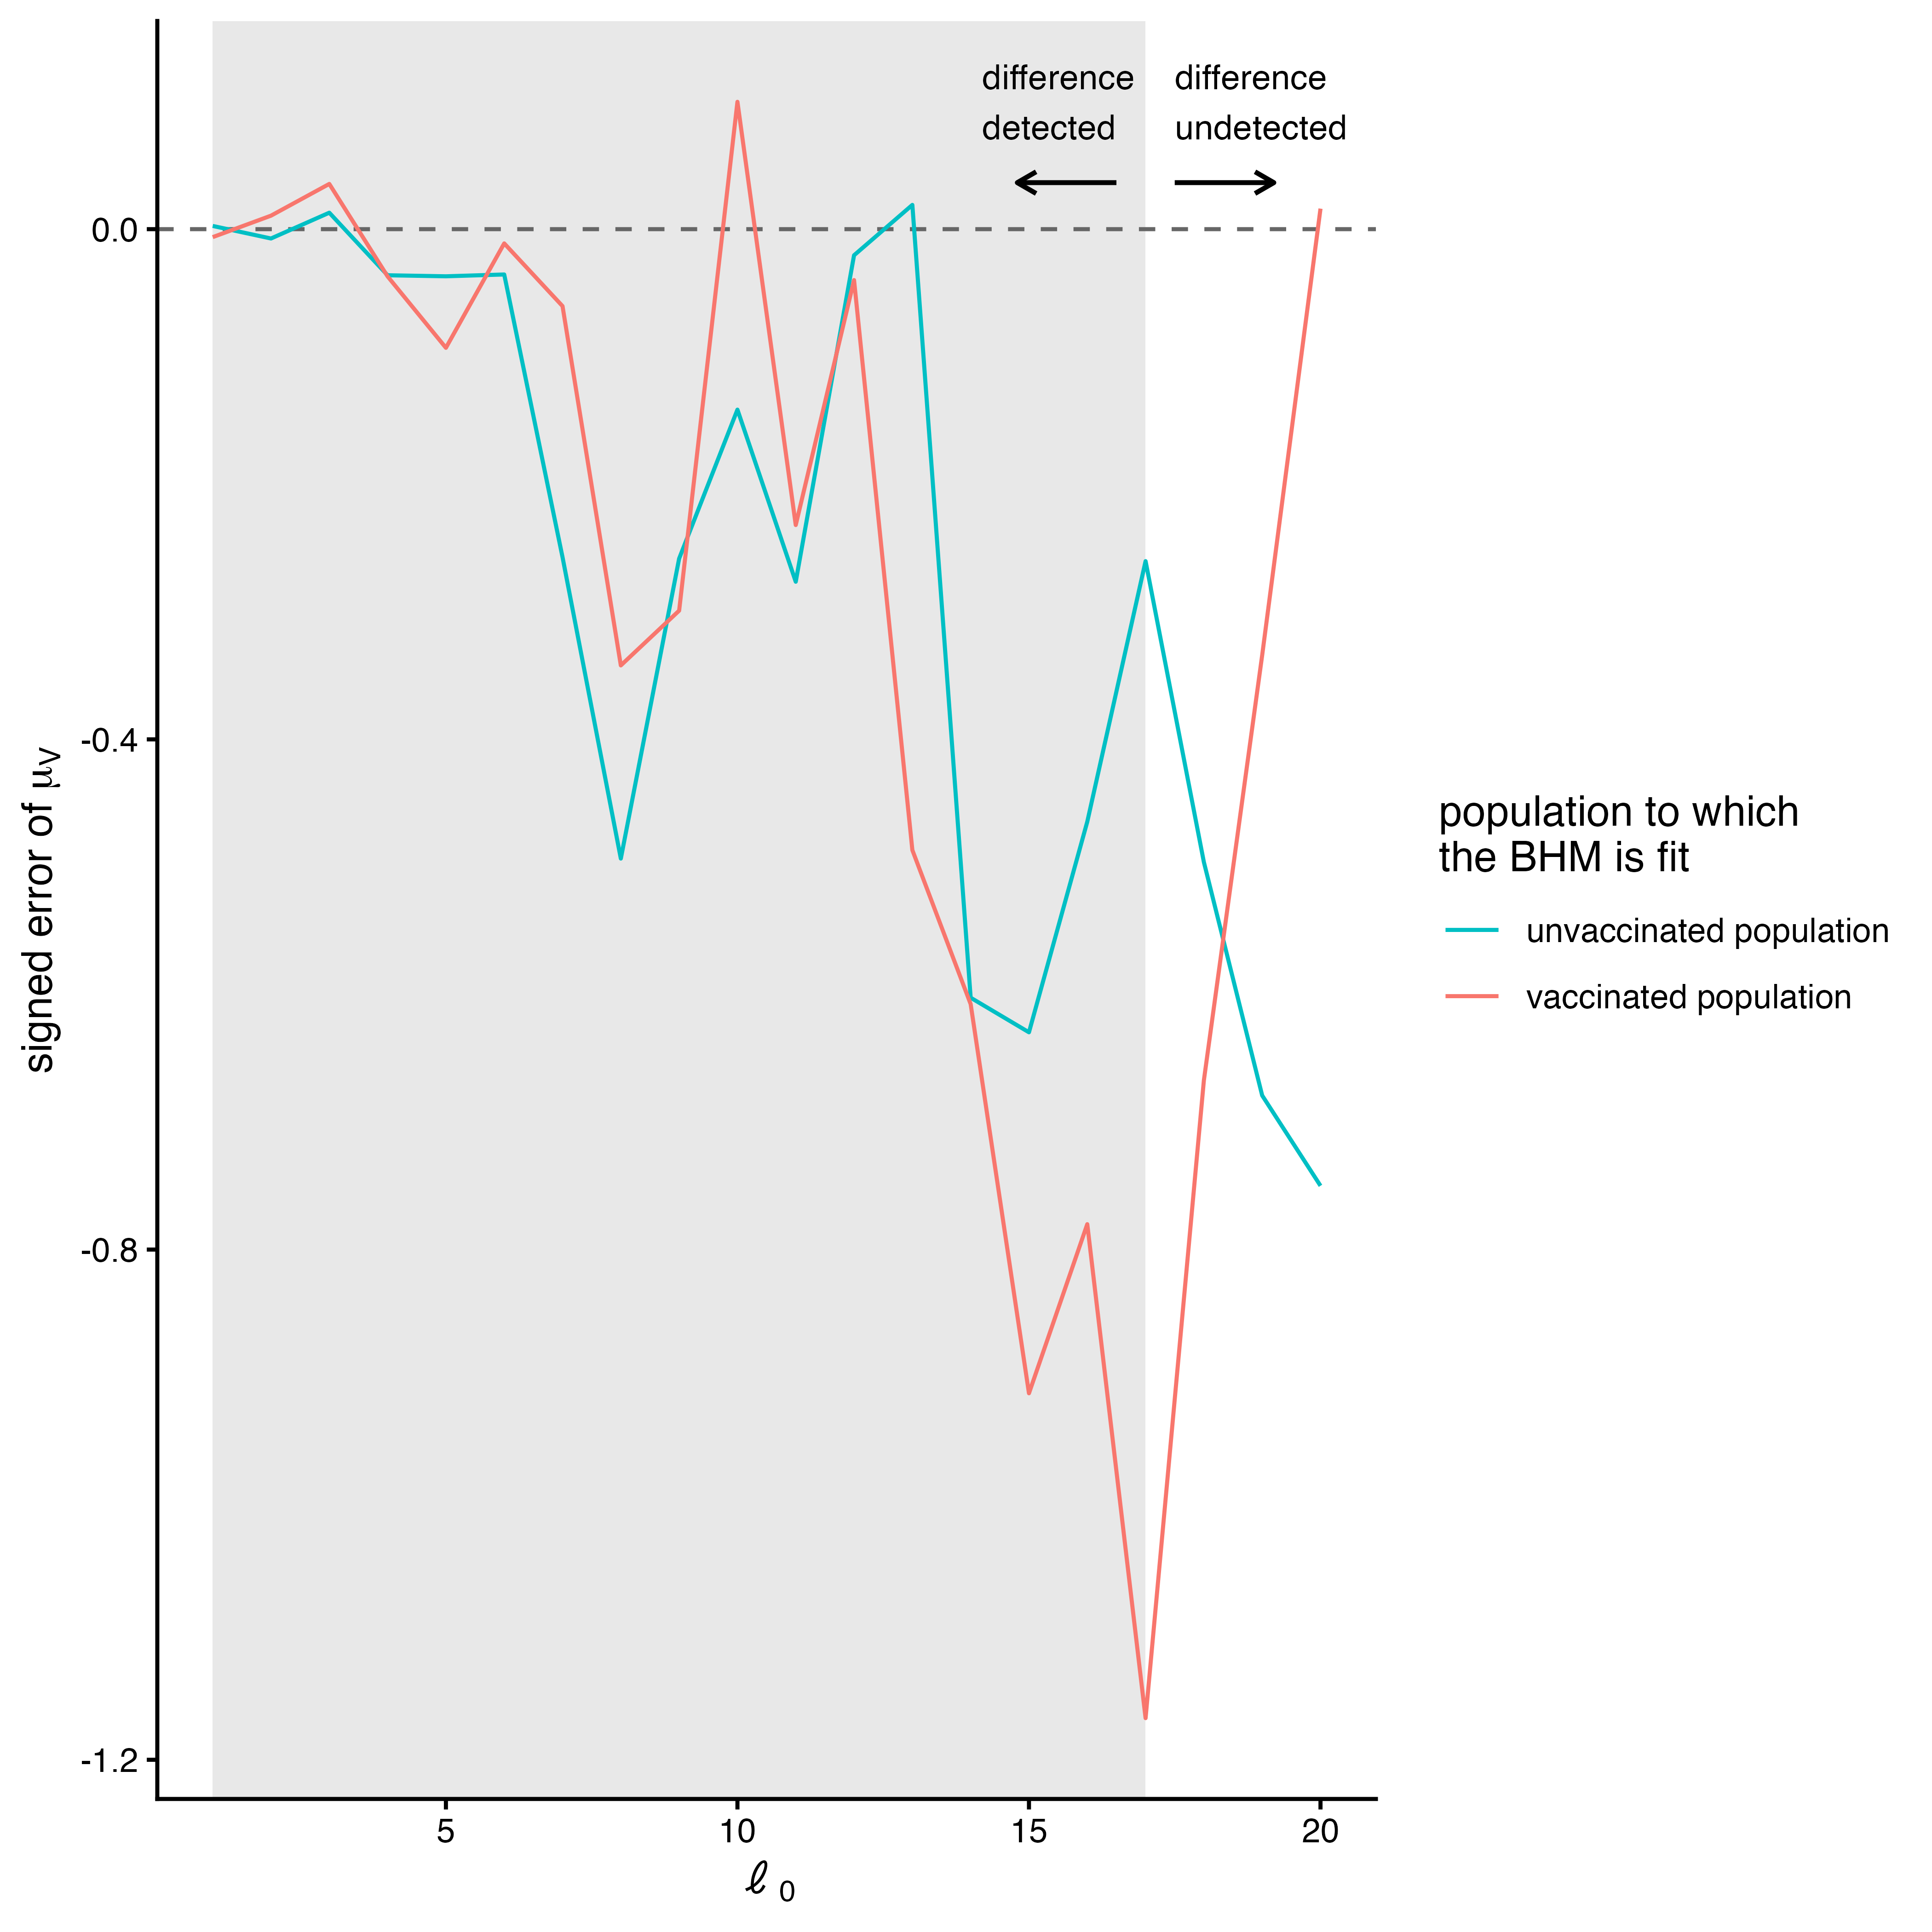 difference
detected
difference
undetected
0.0
-0.4
-0.8
-1.2
signed error of μv
5
10
15
20
ℓ 0
population to which
the BHM is fit
unvaccinated population
vaccinated population